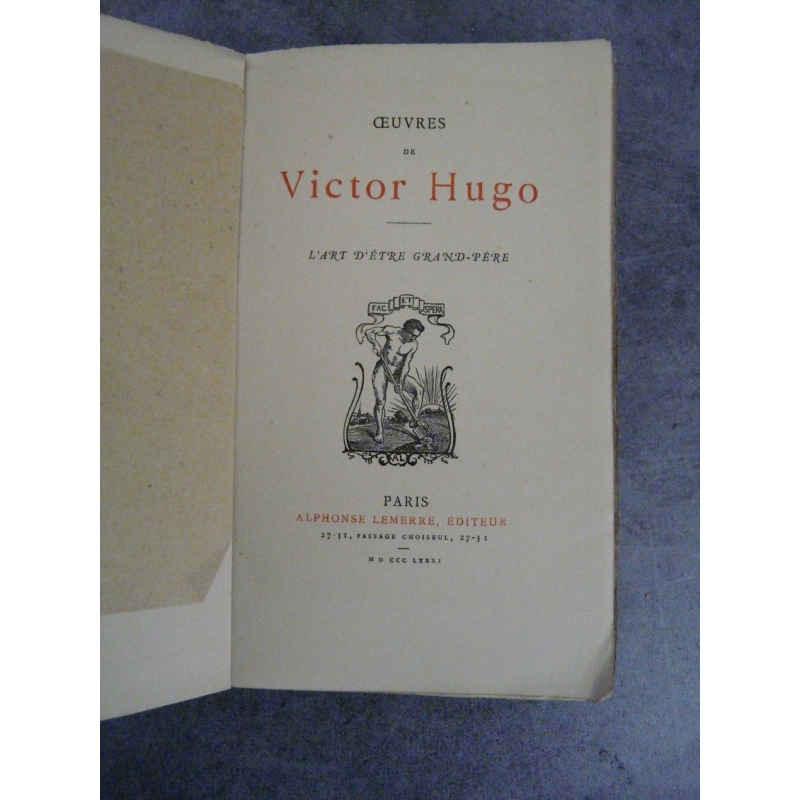 ŒUVRES
DE
Victor Hugo
L'ART D'ÊTRE GRAND-PÈRE
FAC ET SPERA
AL
PARIS
ALPHONSE LEMERRE, ÉDITEUR
27-31, PASSAGE CHOISEUL, 27-31
M D CCC LXXXI